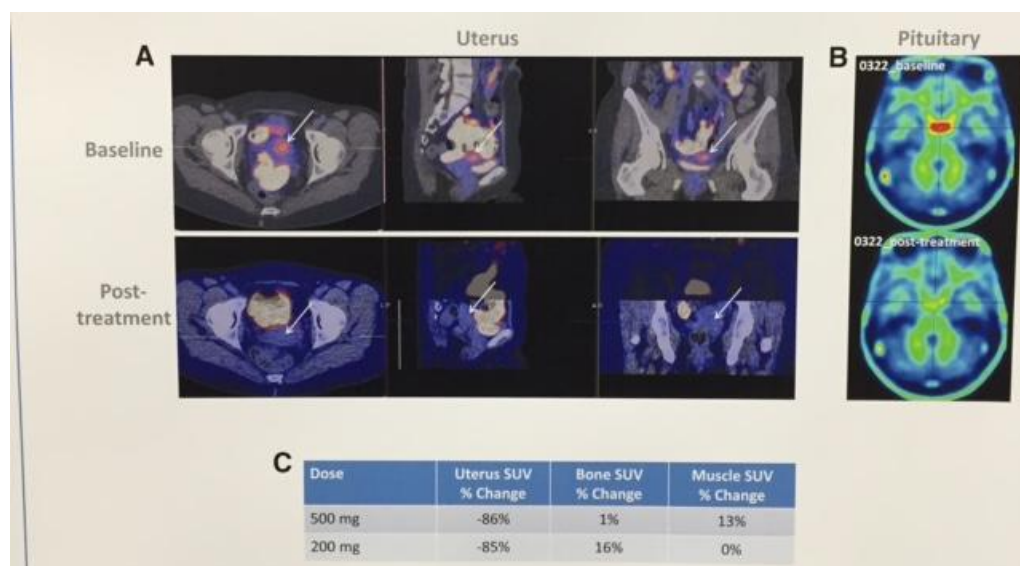 A
Uterus
B
Pituitary
0322_baseline
Baseline
0322_post-treatment
Post-
treatment
C
Dose
Uterus SUV
% Change
Bone SUV
% Change
Muscle SUV
% Change
500 mg
-86%
1%
13%
200 mg
-85%
16%
0%